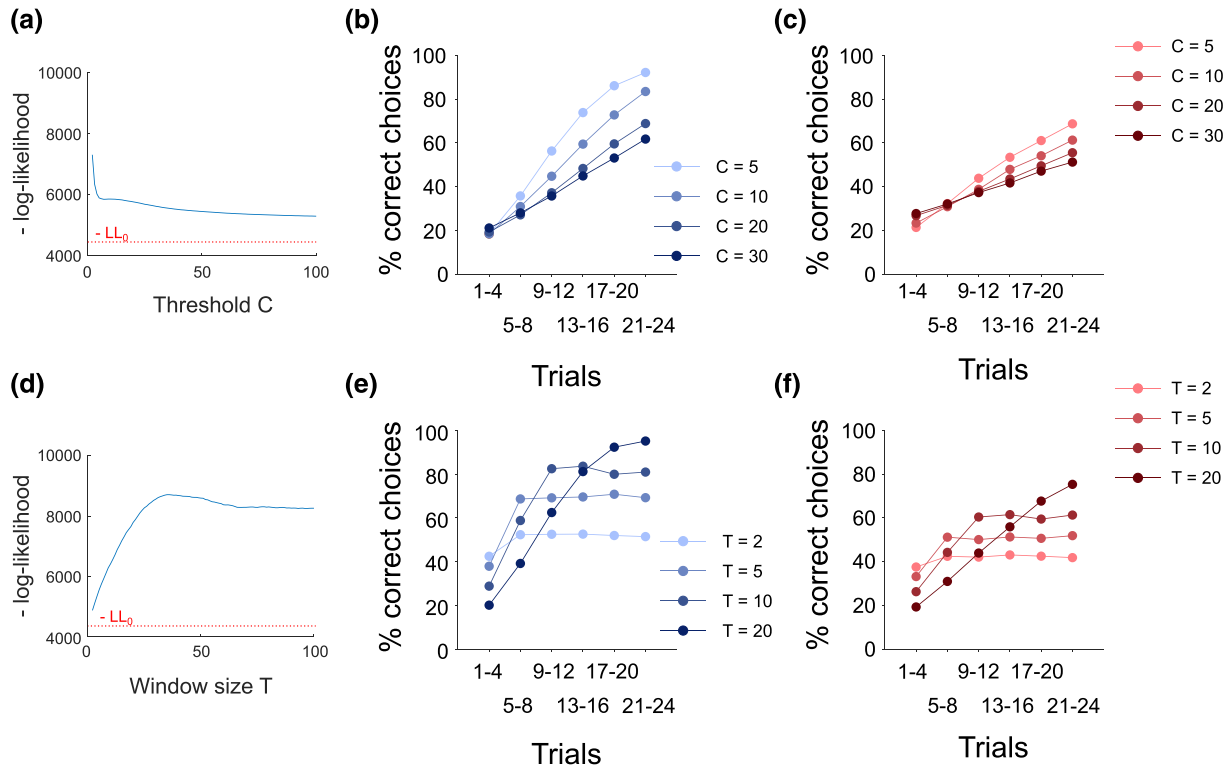 (a)
- log-likelihood
10000
8000
6000
4000
- LL0
0
50
100
Threshold C
(b)
% correct choices
100
80
60
40
20
0
C = 5
C = 10
C = 20
C = 30
1-4
9-12
17-20
5-8
13-16
21-24
Trials
(c)
% correct choices
100
80
60
40
20
0
C = 5
C = 10
C = 20
C = 30
1-4
9-12
17-20
5-8
13-16
21-24
Trials
(d)
- log-likelihood
10000
8000
6000
4000
- LL0
0
50
100
Window size T
(e)
% correct choices
100
80
60
40
20
0
T = 2
T = 5
T = 10
T = 20
1-4
9-12
17-20
5-8
13-16
21-24
Trials
(f)
% correct choices
100
80
60
40
20
0
T = 2
T = 5
T = 10
T = 20
1-4
9-12
17-20
5-8
13-16
21-24
Trials